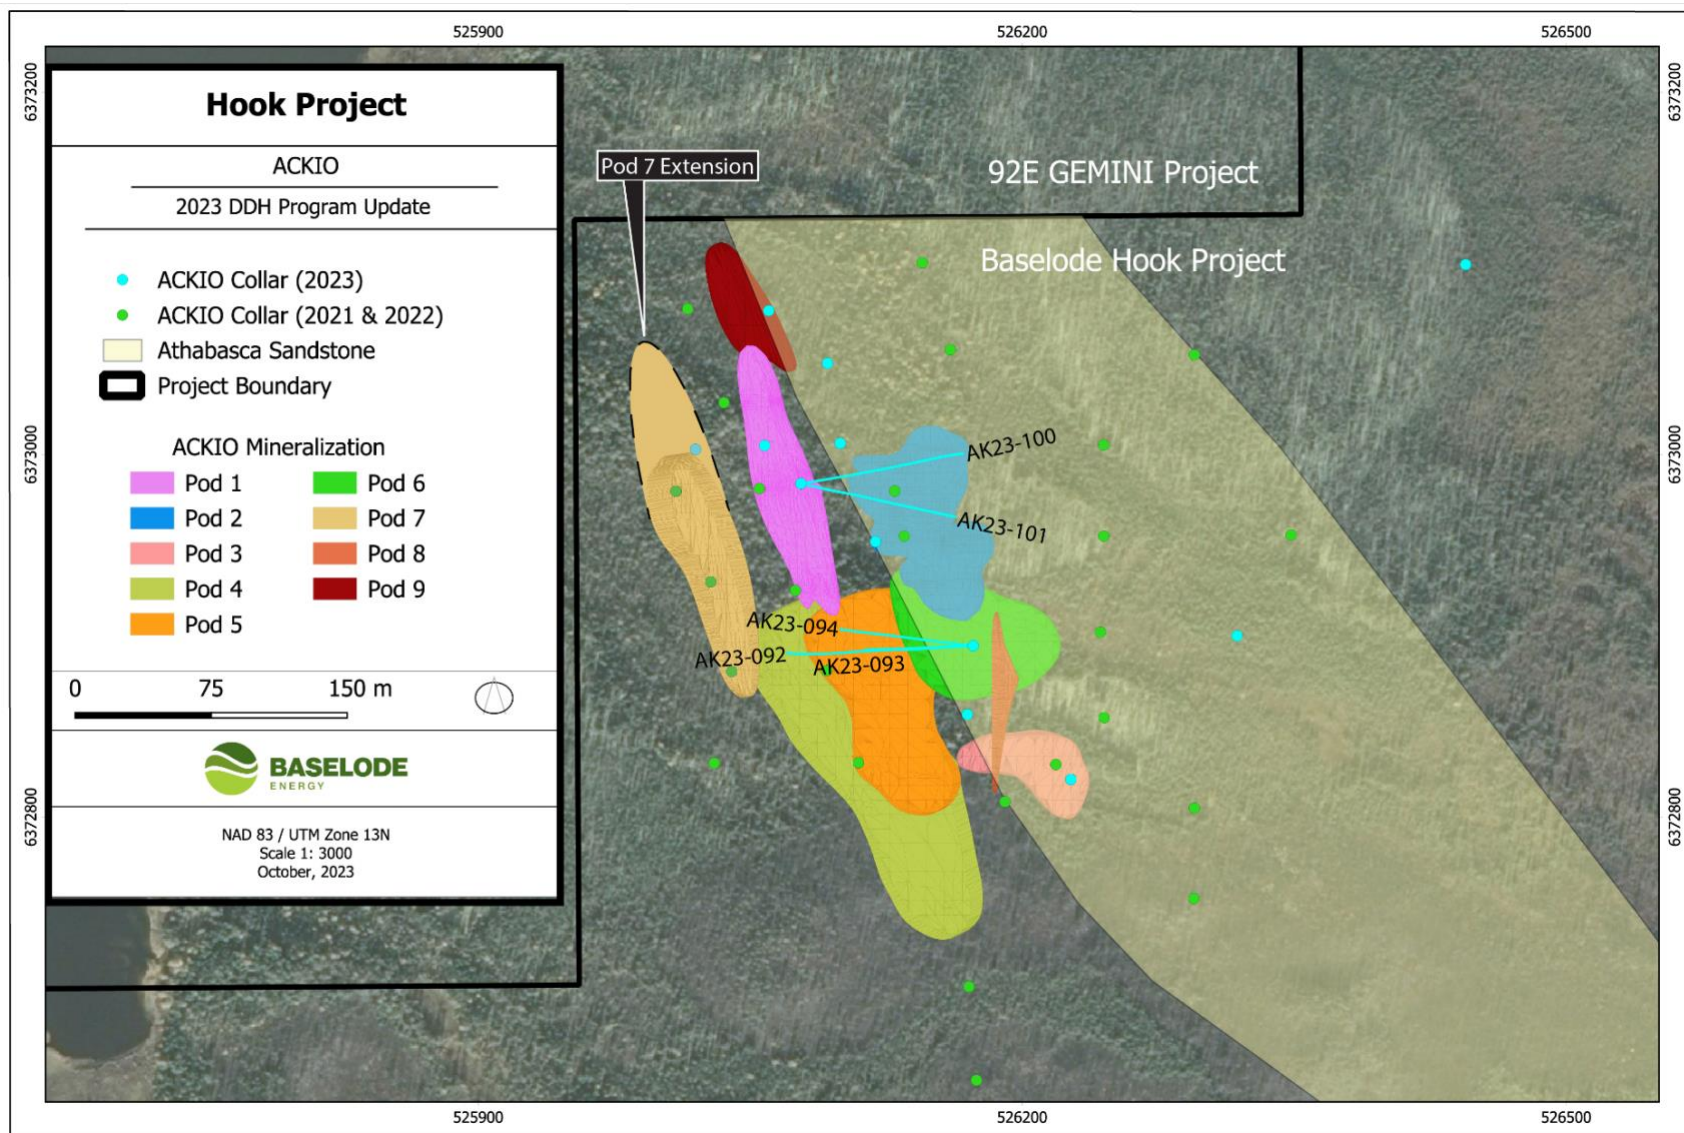 525900
526200
526500
6373200
6373200
Hook Project
ACKIO
2023 DDH Program Update
ACKIO Collar (2023)
ACKIO Collar (2021 & 2022)
Athabasca Sandstone
Project Boundary
ACKIO Mineralization
Pod 1
Pod 6
Pod 2
Pod 7
Pod 3
Pod 8
Pod 4
Pod 9
Pod 5
0
75
150 m
BASELODE
ENERGY
NAD 83 / UTM Zone 13N
Scale 1: 3000
October, 2023
Pod 7 Extension
92E GEMINI Project
Baselode Hook Project
6373000
6373000
AK23-100
AK23-101
AK23-094
AK23-092
AK23-093
6372800
6372800
525900
526200
526500